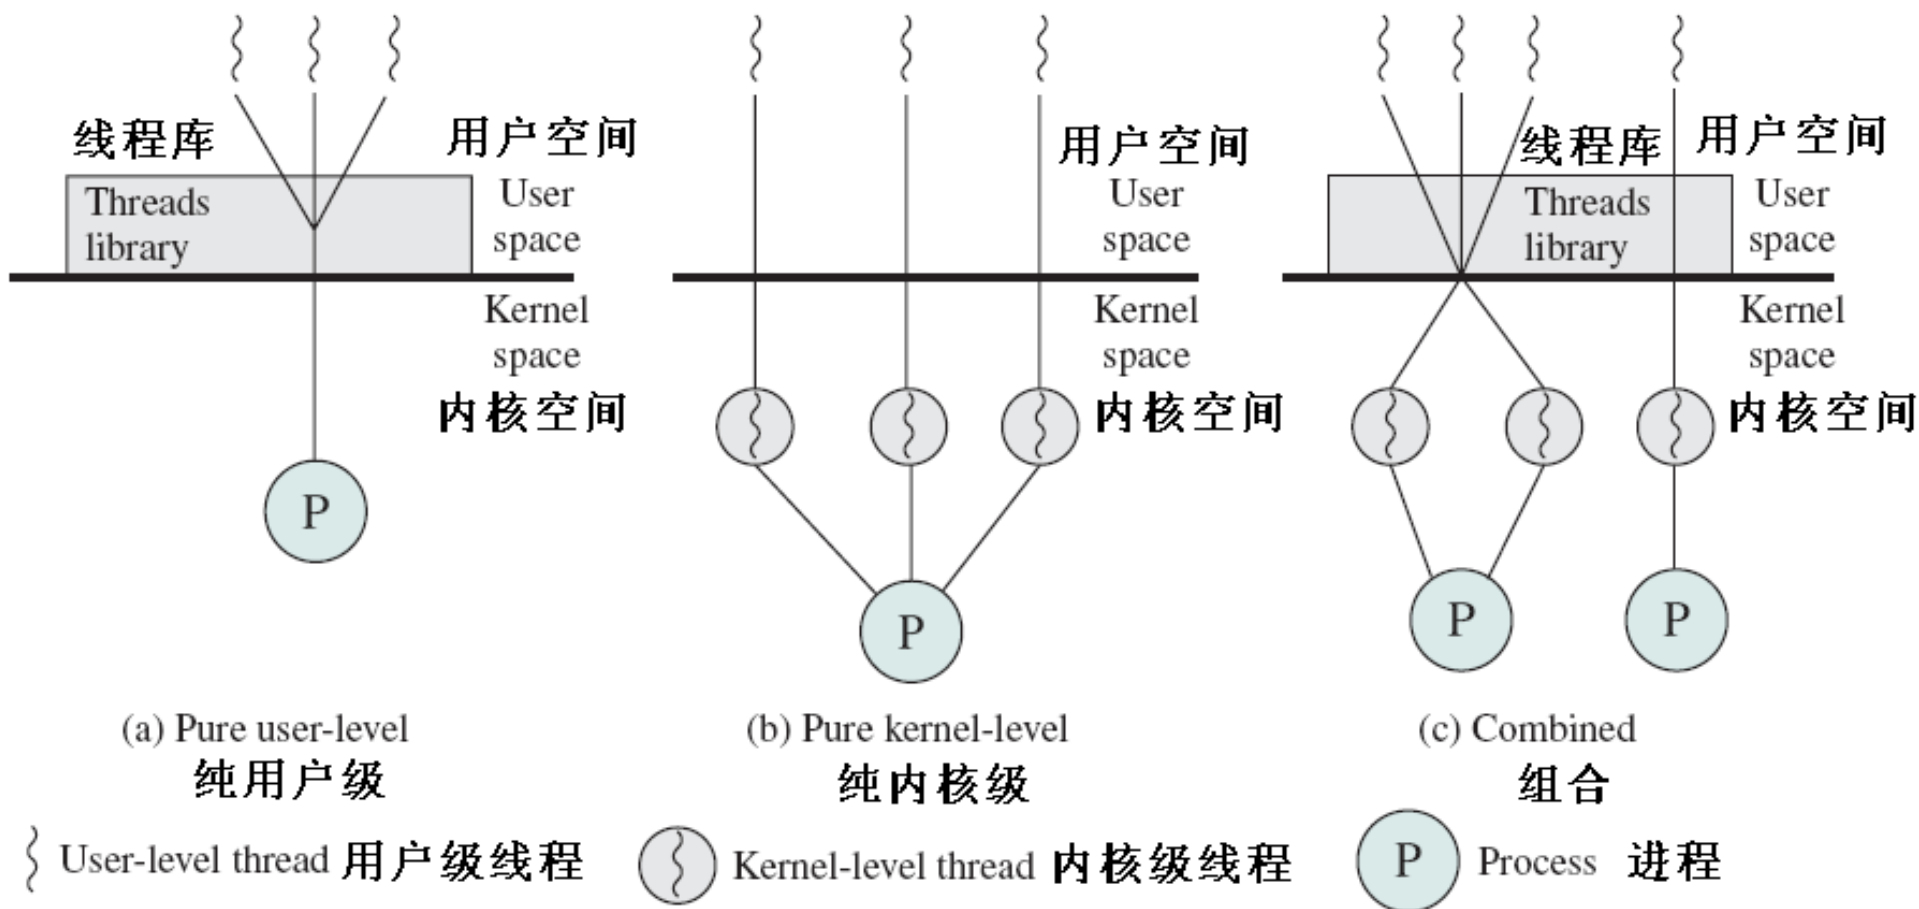 线程库
用户空间
Threads
library
User
space
Kernel
space
内核空间
P
(a) Pure user-level
纯用户级
用户空间
User
space
Kernel
space
内核空间
P
(b) Pure kernel-level
纯内核级
线程库
用户空间
Threads
library
User
space
Kernel
space
内核空间
P
P
(c) Combined
组合
User-level thread 用户级线程
Kernel-level thread 内核级线程
P
Process 进程